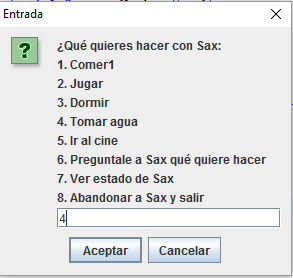 Entrada
¿Qué quieres hacer con Sax:
1. Comer1
2. Jugar
3. Dormir
4. Tomar agua
5. Ir al cine
6. Preguntale a Sax qué quiere hacer
7. Ver estado de Sax
8. Abandonar a Sax y salir
4
Aceptar
Cancelar